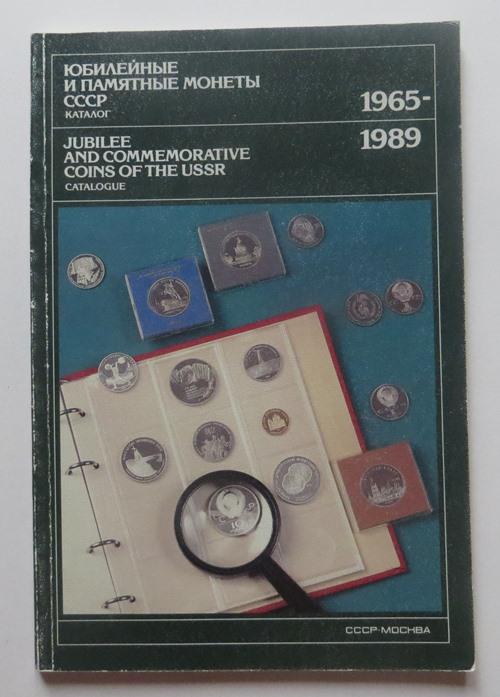 ЮБИЛЕЙНЫЕ
И ПАМЯТНЫЕ МОНЕТЫ
СССР
КАТАЛОГ
1965-
1989
JUBILEE
AND COMMEMORATIVE
COINS OF THE USSR
CATALOGUE
СССР·МОСКВА